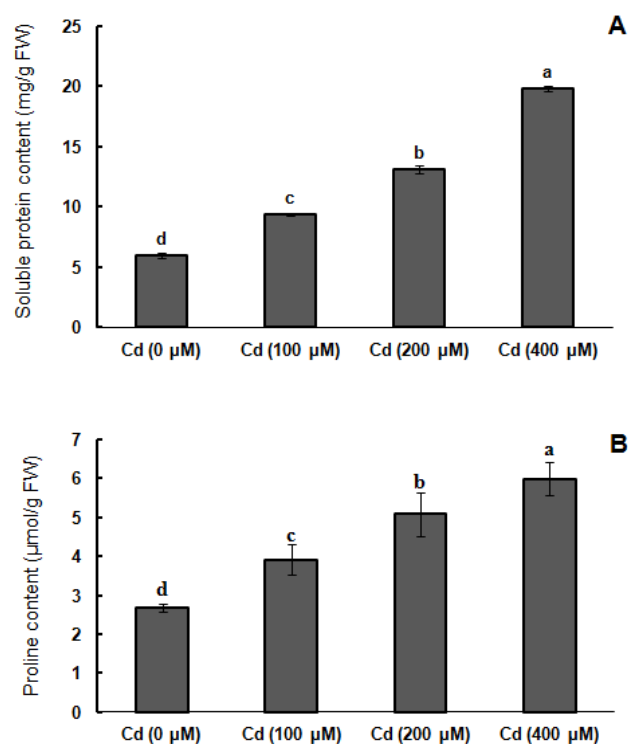 A
Soluble protein content (mg/g FW)
25
20
15
10
5
0
d
c
b
a
Cd (0 µM) Cd (100 µM) Cd (200 µM) Cd (400 µM)
B
Proline content (µmol/g FW)
7
6
5
4
3
2
1
0
d
c
b
a
Cd (0 µM) Cd (100 µM) Cd (200 µM) Cd (400 µM)